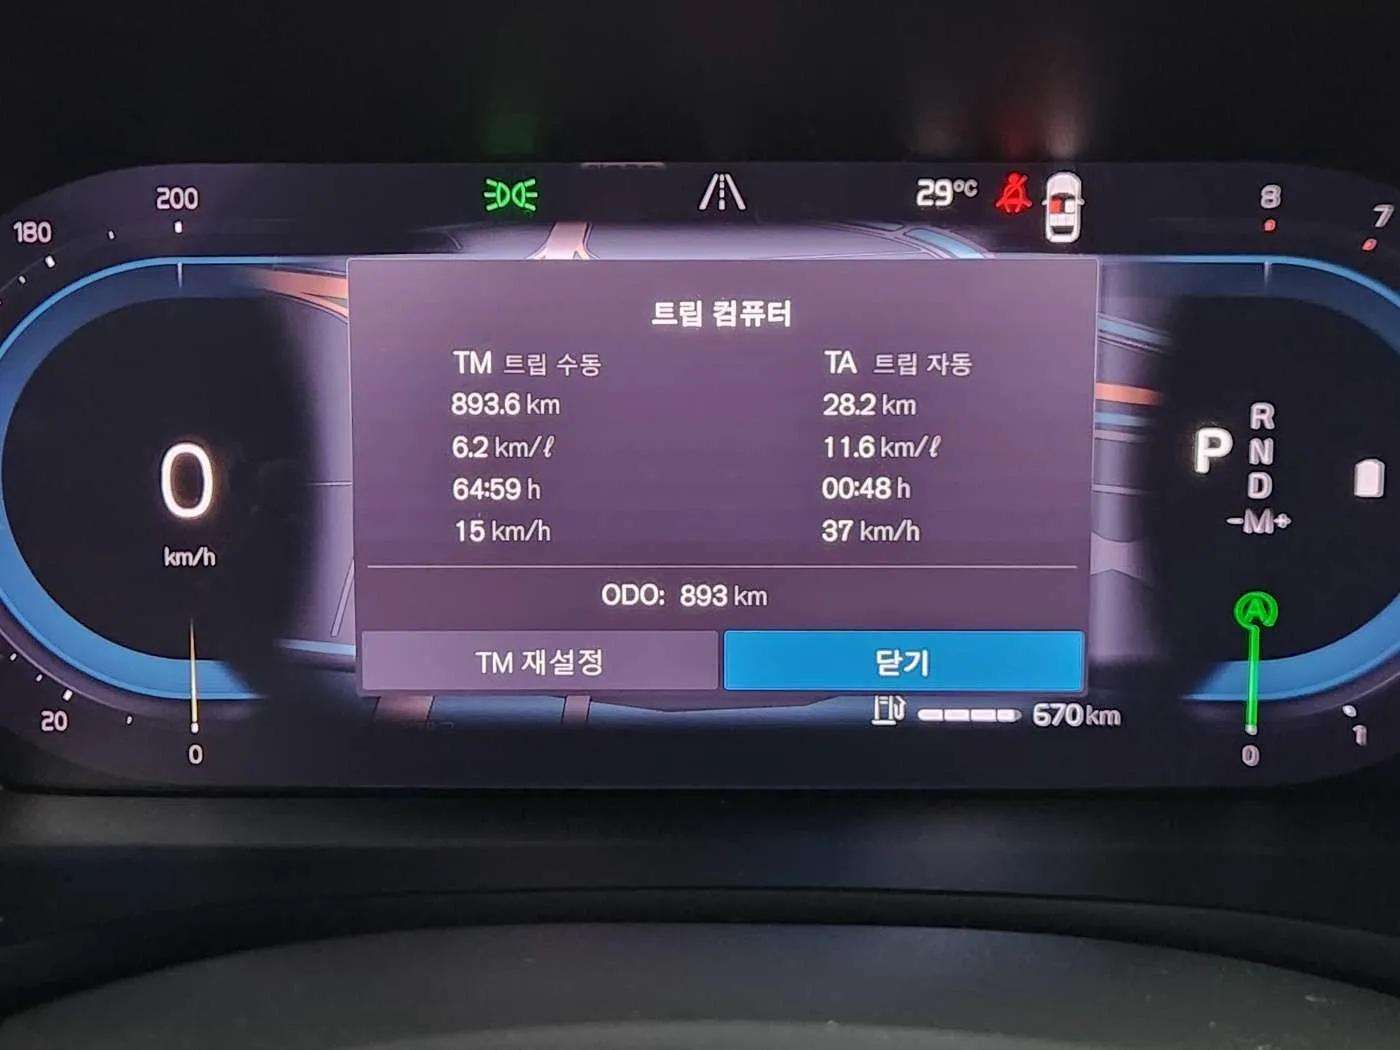 200
180
29°C
8
7
트립 컴퓨터
TM 트립 수동
893.6 km
6.2 km/ℓ
64:59 h
15 km/h
TA 트립 자동
28.2 km
11.6 km/ℓ
00:48 h
37 km/h
ODO: 893 km
TM 재설정
닫기
0
km/h
P
R
N
D
-M+
A
20
0
670km
0
1